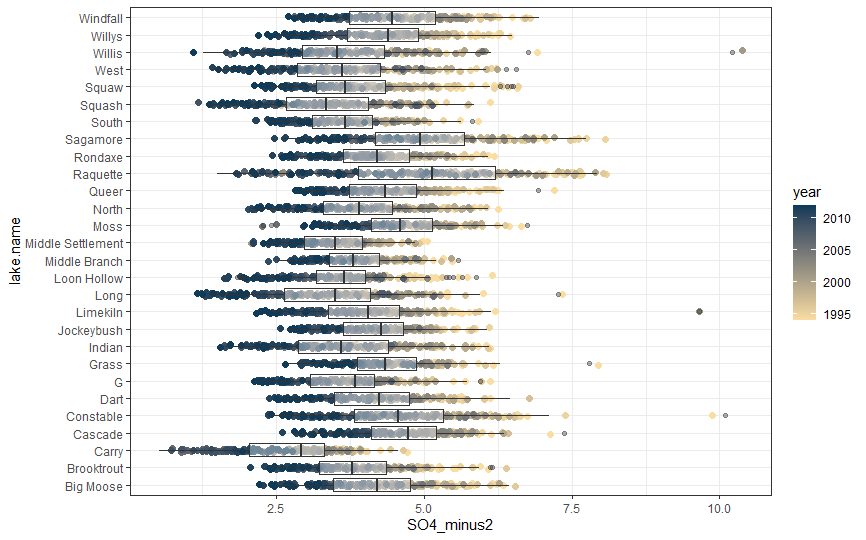 Windfall
Willys
Willis
West
Squaw
Squash
South
Sagamore
Rondaxe
Raquette
Queer
North
Moss
Middle Settlement
Middle Branch
Loon Hollow
Long
Limekiln
Jockeybush
Indian
Grass
G
Dart
Constable
Cascade
Carry
Brooktrout
Big Moose
lake.name
2.5 5.0 7.5 10.0
SO4_minus2
year
2010
2005
2000
1995